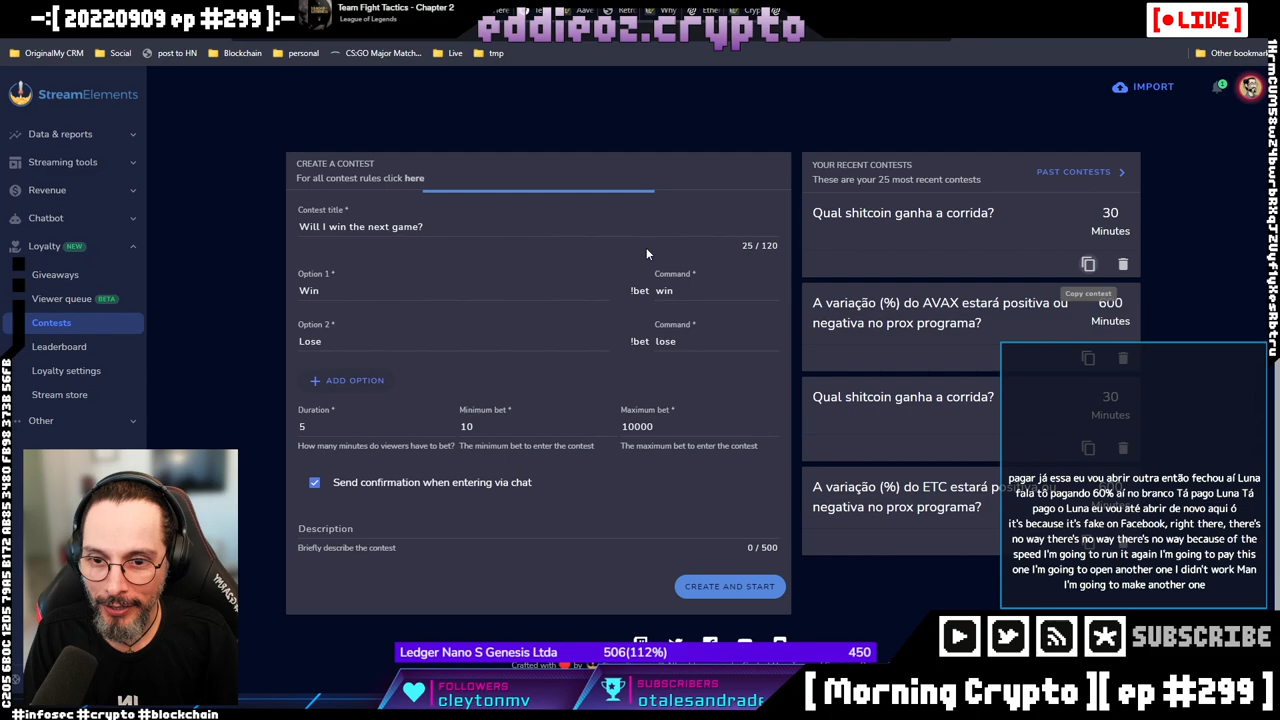 -:[ 20220909 ep #299 ]:-
Team Fight Tactics - Chapter 2
League of Legends
eddieoz.crypto
[ LIVE ]
OriginalMy CRM
Social
post to HN
Blockchain
personal
CS:GO Major Match...
Live
tmp
Other bookmar
StreamElements
IMPORT
1
Data & reports
Streaming tools
Revenue
Chatbot
Loyalty NEW
Giveaways
Viewer queue BETA
Contests
Leaderboard
Loyalty settings
Stream store
Other
CREATE A CONTEST
For all contest rules click here
Contest title *
Will I win the next game?
25 / 120
Option 1 *
Command *
Win
!bet win
Option 2 *
Command *
Lose
!bet lose
ADD OPTION
Duration *
Minimum bet *
Maximum bet *
5
10
10000
How many minutes do viewers have to bet?
The minimum bet to enter the contest
The maximum bet to enter the contest
Send confirmation when entering via chat
Description
Briefly describe the contest
0 / 500
CREATE AND START
YOUR RECENT CONTESTS
These are your 25 most recent contests
PAST CONTESTS
Qual shitcoin ganha a corrida?
30
Minutes
Copy contest
A variação (%) do AVAX estará positiva ou
negativa no prox programa?
600
Minutes
Qual shitcoin ganha a corrida?
30
Minutes
A variação (%) do ETC estará positiva ou
negativa no prox programa?
pagar já essa eu vou abrir outra então fechou aí Luna
fala tô pagando 60% aí no branco Tá pago Luna Tá
pago o Luna eu vou até abrir de novo aqui ó
it's because it's fake on Facebook, right there, there's
no way there's no way there's no way because of the
speed I'm going to run it again I'm going to pay this
one I'm going to open another one I didn't work Man
I'm going to make another one
SUBSCRIBE
Ledger Nano S Genesis Ltda
506(112%)
450
Crafted with
by
FOLLOWERS
cleytonmv
SUBSCRIBERS
otalesandrade
[ Morning Crypto ][ ep #299 ]
#infosec #crypto #blockchain